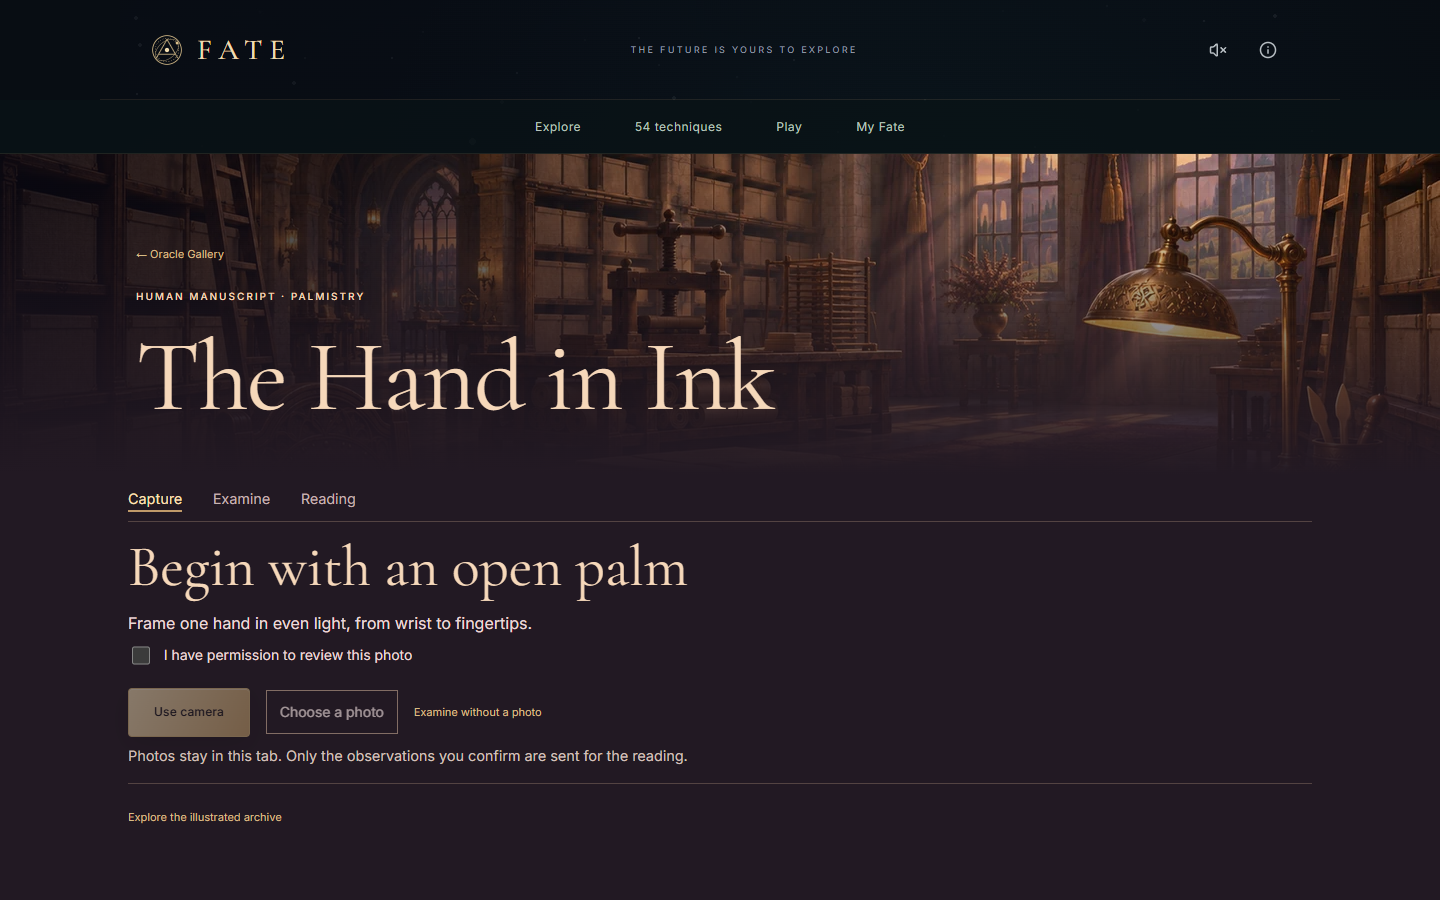 FATE
THE FUTURE IS YOURS TO EXPLORE
Explore
54 techniques
Play
My Fate
← Oracle Gallery
HUMAN MANUSCRIPT · PALMISTRY
The Hand in Ink
Capture
Examine
Reading
Begin with an open palm
Frame one hand in even light, from wrist to fingertips.
I have permission to review this photo
Use camera
Choose a photo
Examine without a photo
Photos stay in this tab. Only the observations you confirm are sent for the reading.
Explore the illustrated archive